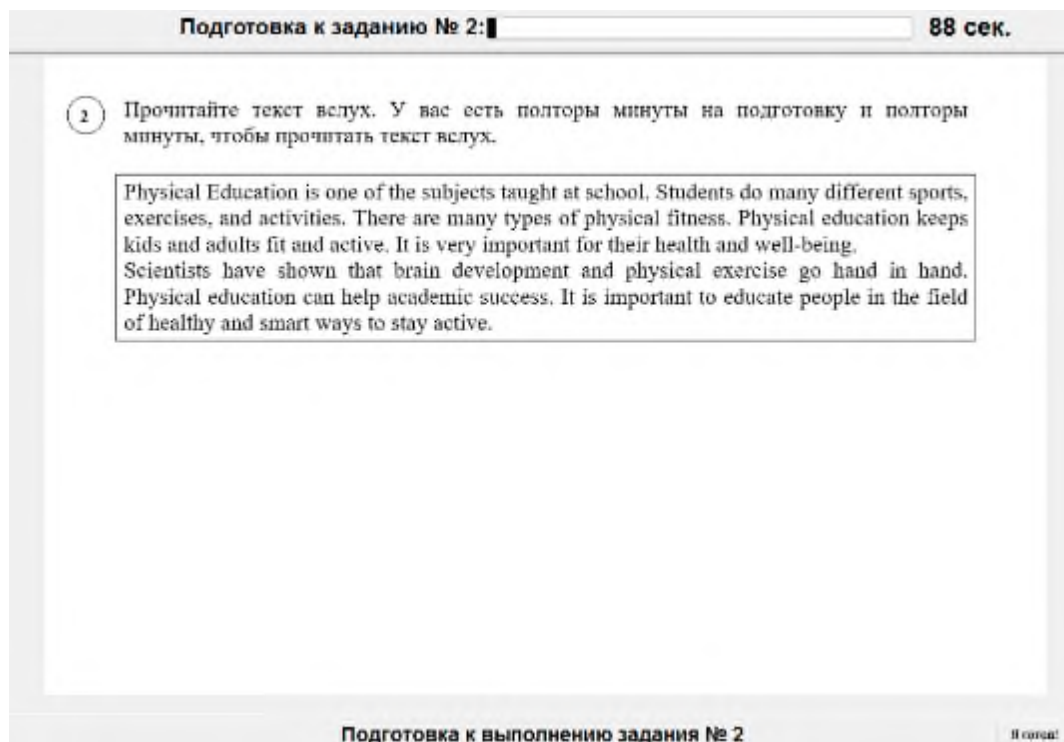 Подготовка к заданию № 2:
88 сек.
2
Прочитайте текст вслух. У вас есть полторы минуты на подготовку и полторы
минуты, чтобы прочитать текст вслух.
Physical Education is one of the subjects taught at school. Students do many different sports,
exercises, and activities. There are many types of physical fitness. Physical education keeps
kids and adults fit and active. It is very important for their health and well-being.
Scientists have shown that brain development and physical exercise go hand in hand.
Physical education can help academic success. It is important to educate people in the field
of healthy and smart ways to stay active.
Подготовка к выполнению задания № 2
Я готов!